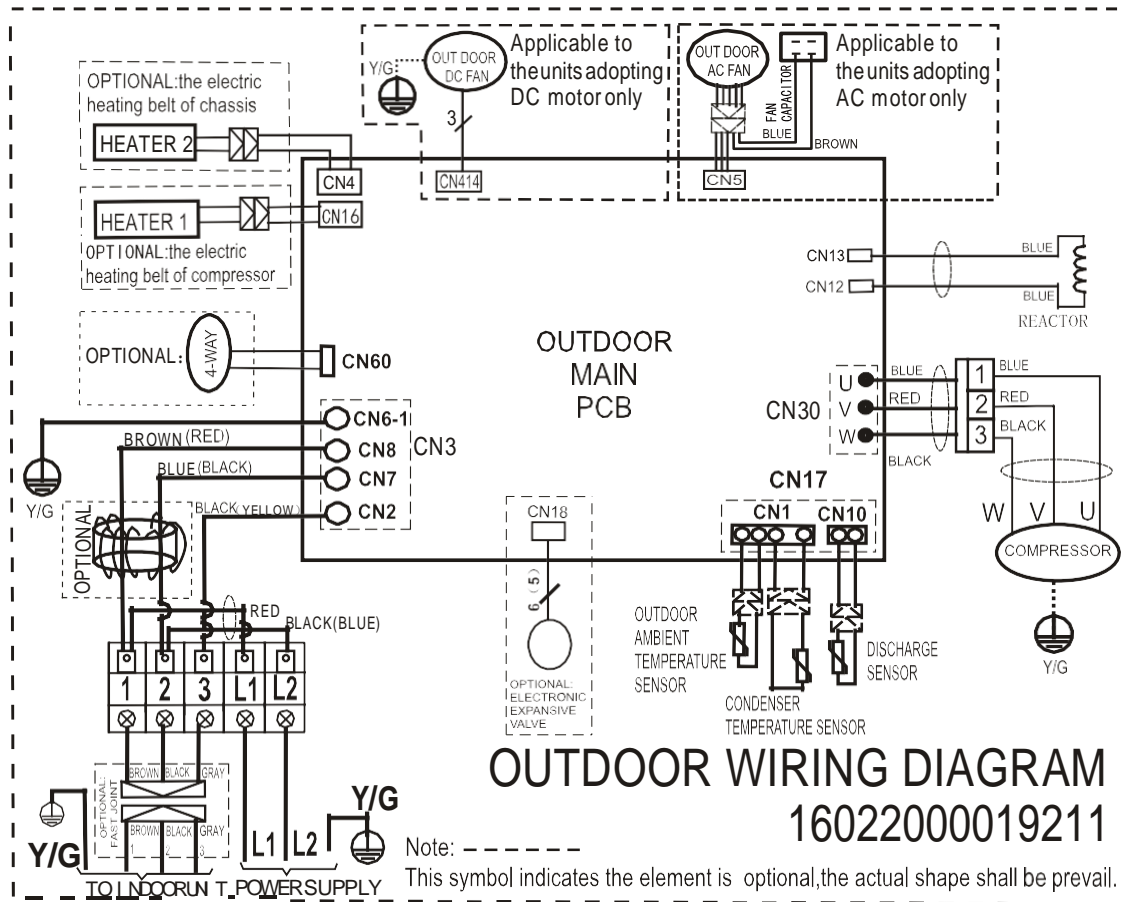 OPTIONAL:the electric
heating belt of chassis
HEATER 2
HEATER 1
OPTIONAL:the electric
heating belt of compressor
CN4
CN16
Y/G
OUT DOOR
DC FAN
3
CN414
Applicable to
the units adopting
DC motor only
OUT DOOR
AC FAN
FAN
CAPACITOR
BLUE
BROWN
CN5
Applicable to
the units adopting
AC motor only
CN13
CN12
BLUE
BLUE
REACTOR
OPTIONAL:
4-WAY
CN60
OUTDOOR
MAIN
PCB
CN6-1
CN8
CN7
CN2
CN3
BROWN(RED)
BLUE(BLACK)
BLACK(YELLOW)
Y/G
OPTIONAL
CN30
U
V
W
BLUE
RED
BLACK
1
2
3
BLUE
RED
BLACK
W
V
U
COMPRESSOR
Y/G
CN17
CN1
CN10
CN18
6 (5)
OPTIONAL:
ELECTRONIC
EXPANSIVE
VALVE
OUTDOOR
AMBIENT
TEMPERATURE
SENSOR
CONDENSER
TEMPERATURE SENSOR
DISCHARGE
SENSOR
RED
BLACK(BLUE)
1
2
3
L1
L2
OPTIONAL:
FAST JOINT
BROWN
BLACK
GRAY
BROWN
BLACK
GRAY
1
2
3
Y/G
L1
L2
Y/G
TO INDOORUN T
POWER SUPPLY
OUTDOOR WIRING DIAGRAM
16022000019211
Note: – – – – – –
This symbol indicates the element is optional,the actual shape shall be prevail.